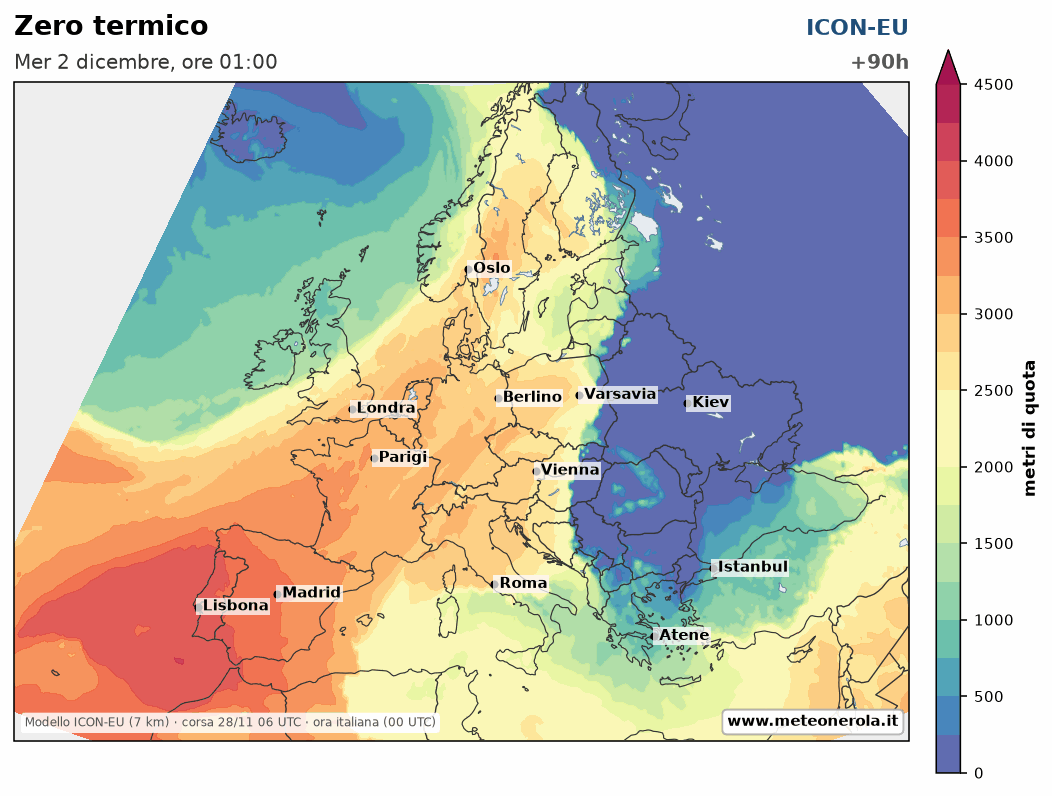 Zero termico
ICON-EU
Mer 2 dicembre, ore 01:00
+90h
4500
4000
3500
3000
2500
2000
1500
1000
500
0
metri di quota
Oslo
Berlino
Varsavia
Kiev
Londra
Parigi
Vienna
Istanbul
Roma
Madrid
Lisbona
Atene
Modello ICON-EU (7 km) · corsa 28/11 06 UTC · ora italiana (00 UTC)
www.meteonerola.it